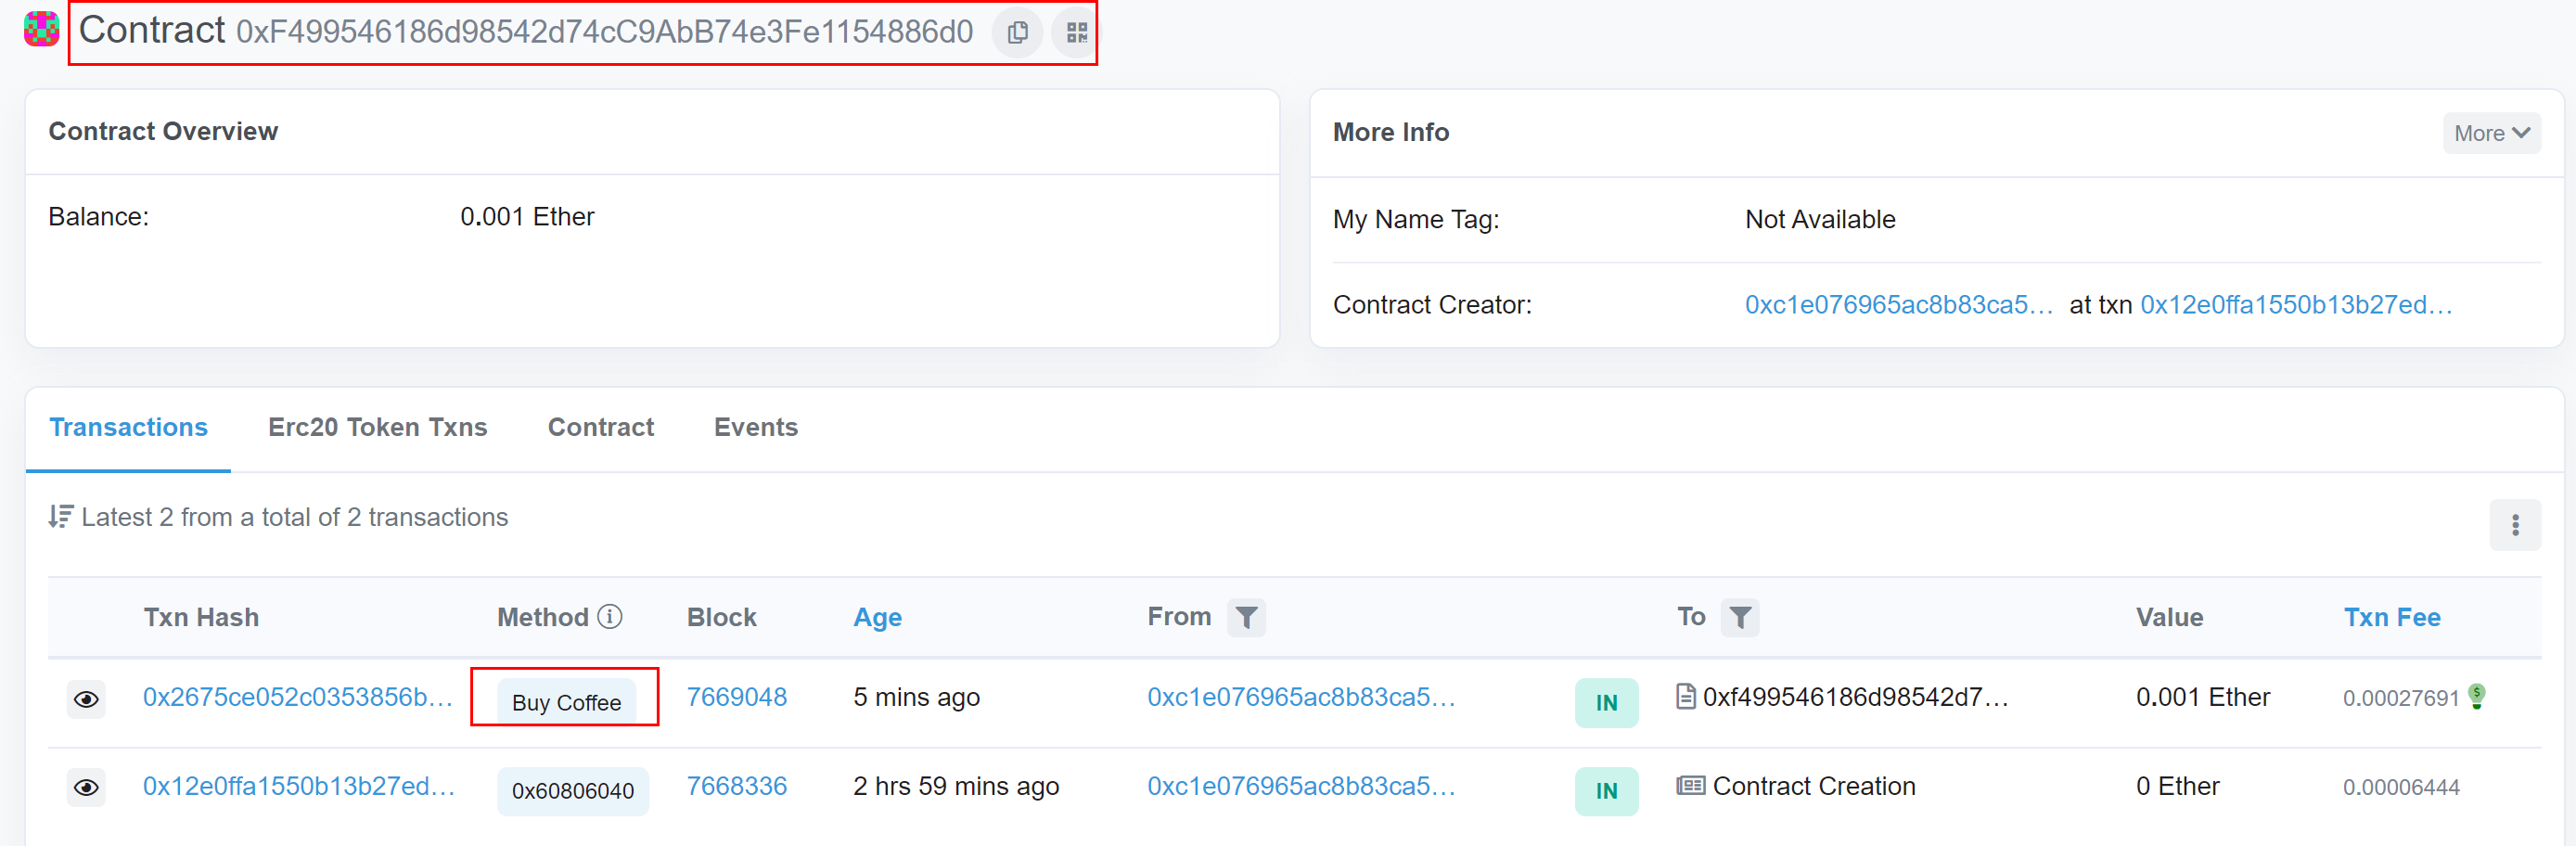 Contract 0xF499546186d98542d74cC9AbB74e3Fe1154886d0
Contract Overview
Balance: 0.001 Ether
More Info
More
My Name Tag: Not Available
Contract Creator: 0xc1e076965ac8b83ca5... at txn 0x12e0ffa1550b13b27ed...
Transactions Erc20 Token Txns Contract Events
Latest 2 from a total of 2 transactions
Txn Hash Method Block Age From To Value Txn Fee
0x2675ce052c0353856b... Buy Coffee 7669048 5 mins ago 0xc1e076965ac8b83ca5... IN 0xf499546186d98542d7... 0.001 Ether 0.00027691
0x12e0ffa1550b13b27ed... 0x60806040 7668336 2 hrs 59 mins ago 0xc1e076965ac8b83ca5... IN Contract Creation 0 Ether 0.00006444